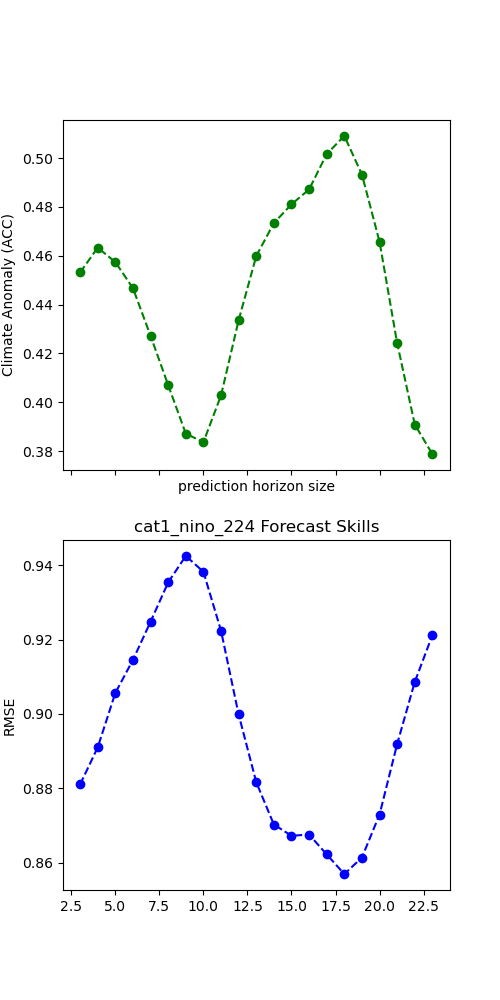 0.50
0.48
0.46
0.44
0.42
0.40
0.38
Climate Anomaly (ACC)
prediction horizon size
cat1_nino_224 Forecast Skills
0.94
0.92
0.90
0.88
0.86
RMSE
2.5 5.0 7.5 10.0 12.5 15.0 17.5 20.0 22.5